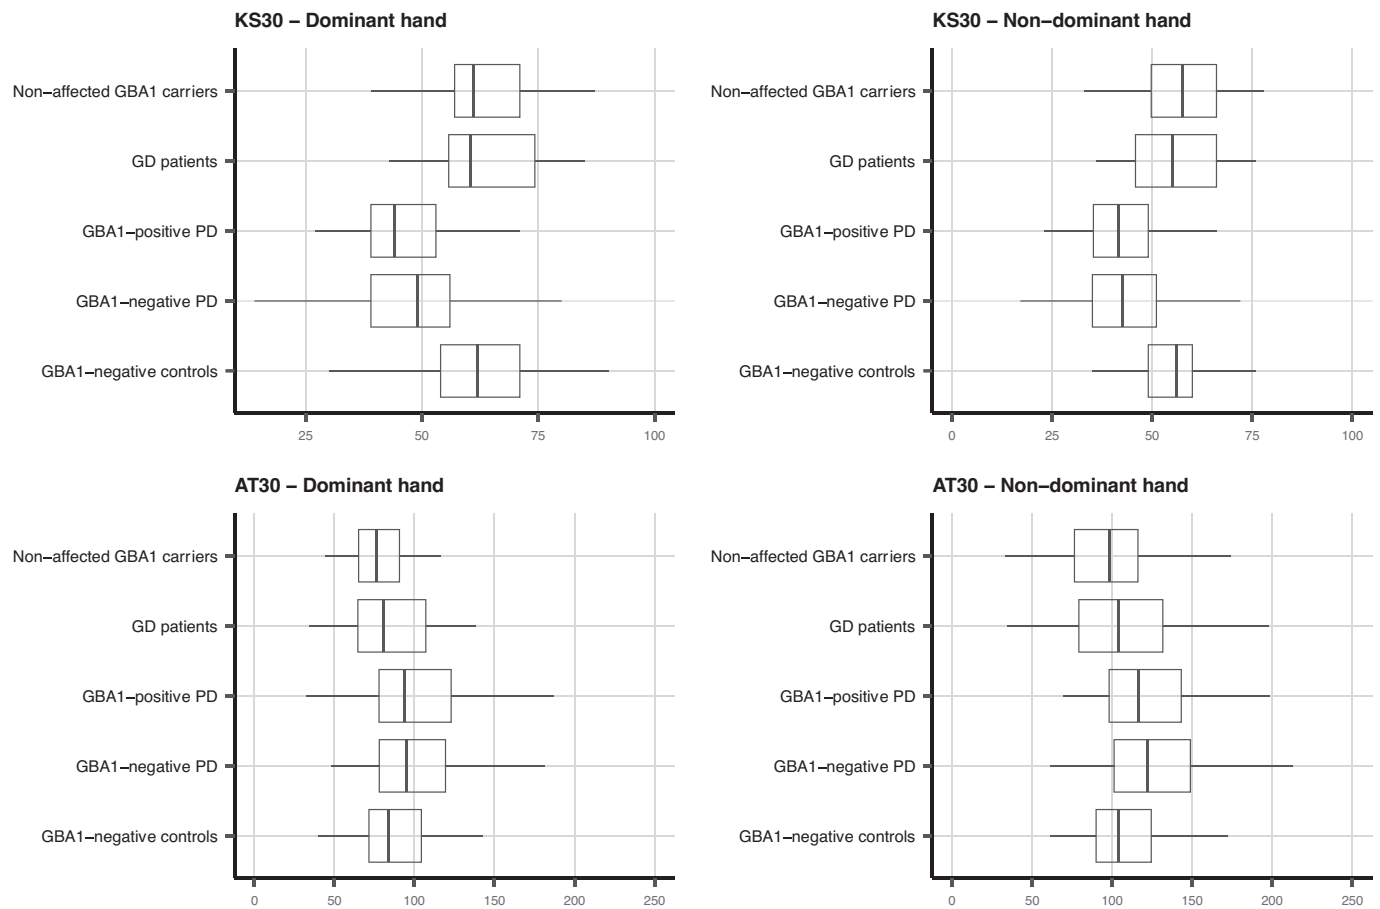 KS30 – Dominant hand
Non–affected GBA1 carriers
GD patients
GBA1–positive PD
GBA1–negative PD
GBA1–negative controls
25 50 75 100
KS30 – Non–dominant hand
Non–affected GBA1 carriers
GD patients
GBA1–positive PD
GBA1–negative PD
GBA1–negative controls
0 25 50 75 100
AT30 – Dominant hand
Non–affected GBA1 carriers
GD patients
GBA1–positive PD
GBA1–negative PD
GBA1–negative controls
0 50 100 150 200 250
AT30 – Non–dominant hand
Non–affected GBA1 carriers
GD patients
GBA1–positive PD
GBA1–negative PD
GBA1–negative controls
0 50 100 150 200 250